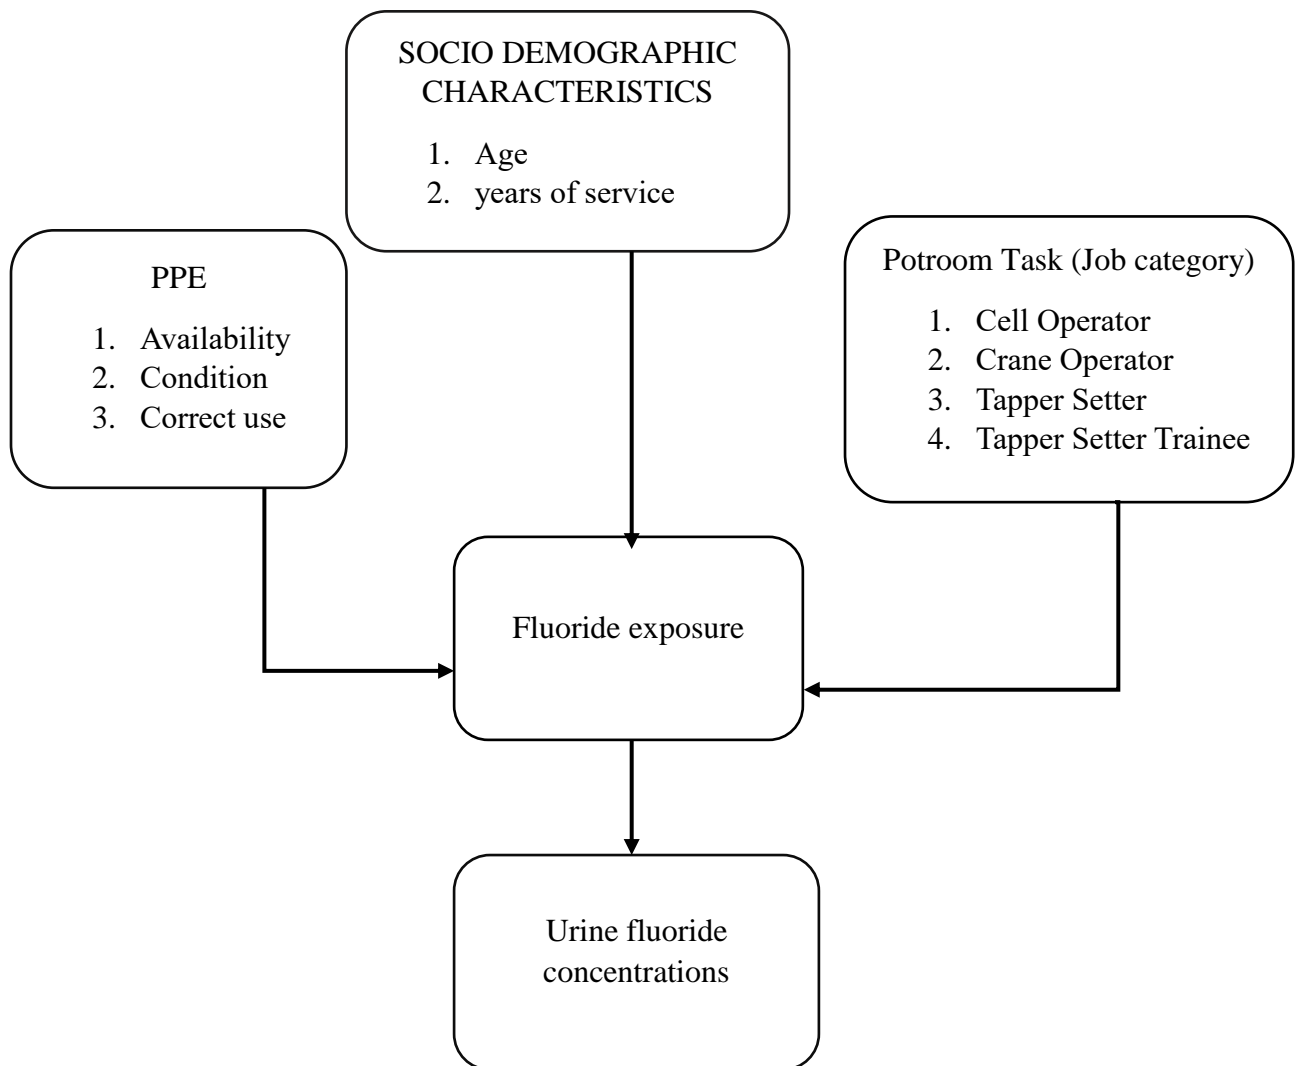 SOCIO DEMOGRAPHIC
CHARACTERISTICS
1. Age
2. years of service
PPE
1. Availability
2. Condition
3. Correct use
Potroom Task (Job category)
1. Cell Operator
2. Crane Operator
3. Tapper Setter
4. Tapper Setter Trainee
Fluoride exposure
Urine fluoride
concentrations